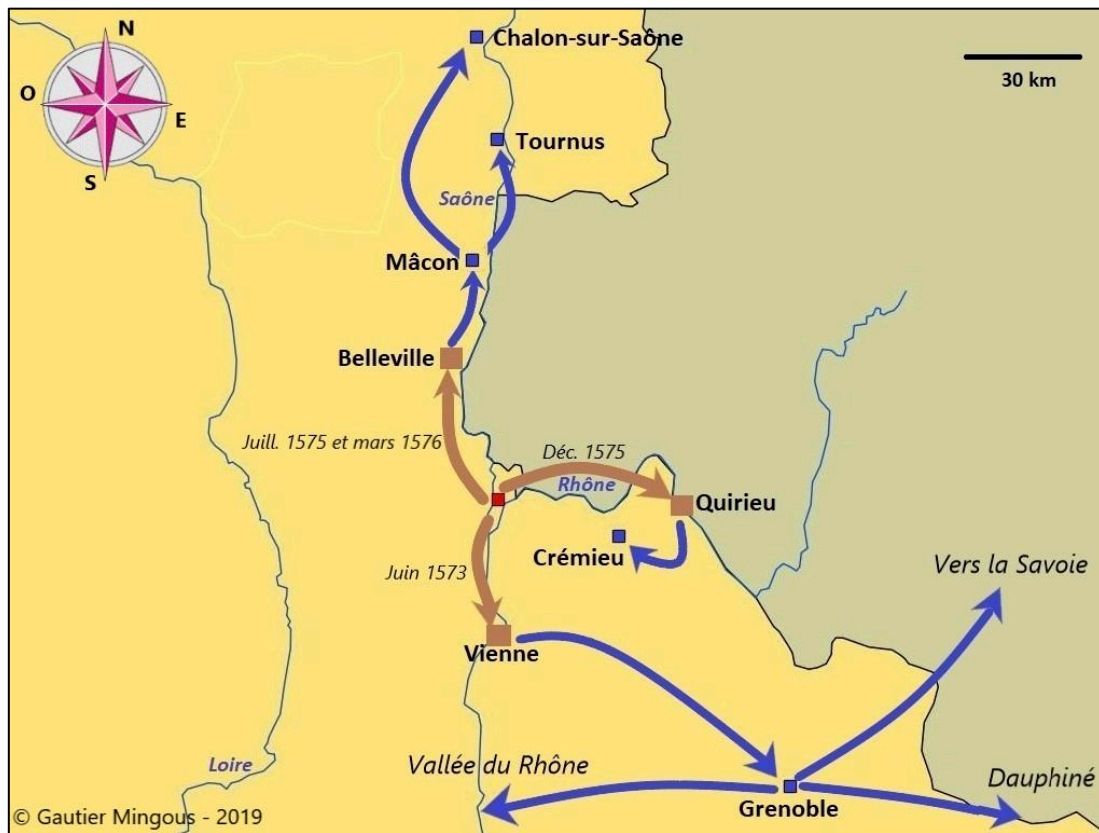 N
O
E
S
Chalon-sur-Saône
30 km
Tournus
Saône
Mâcon
Belleville
Juill. 1575 et mars 1576
Déc. 1575
Rhône
Quirieu
Crémieu
Juin 1573
Vers la Savoie
Vienne
Loire
Vallée du Rhône
Dauphiné
Grenoble
© Gautier Mingous - 2019